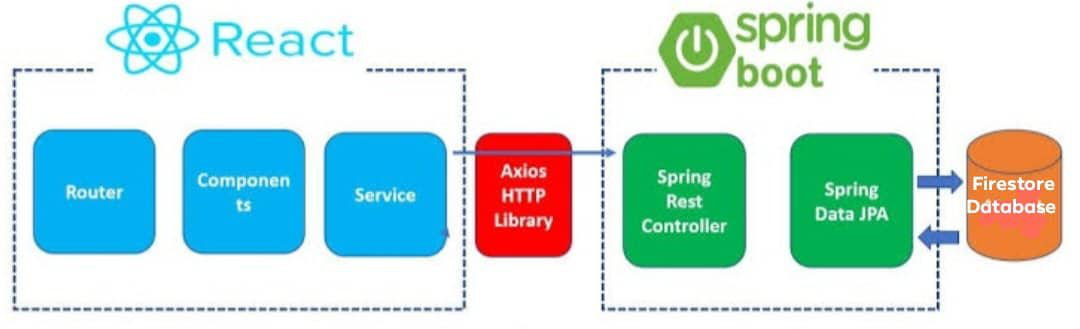 React
spring
boot
Router
Componen
ts
Service
Axios
HTTP
Library
Spring
Rest
Controller
Spring
Data JPA
Firestore
Database